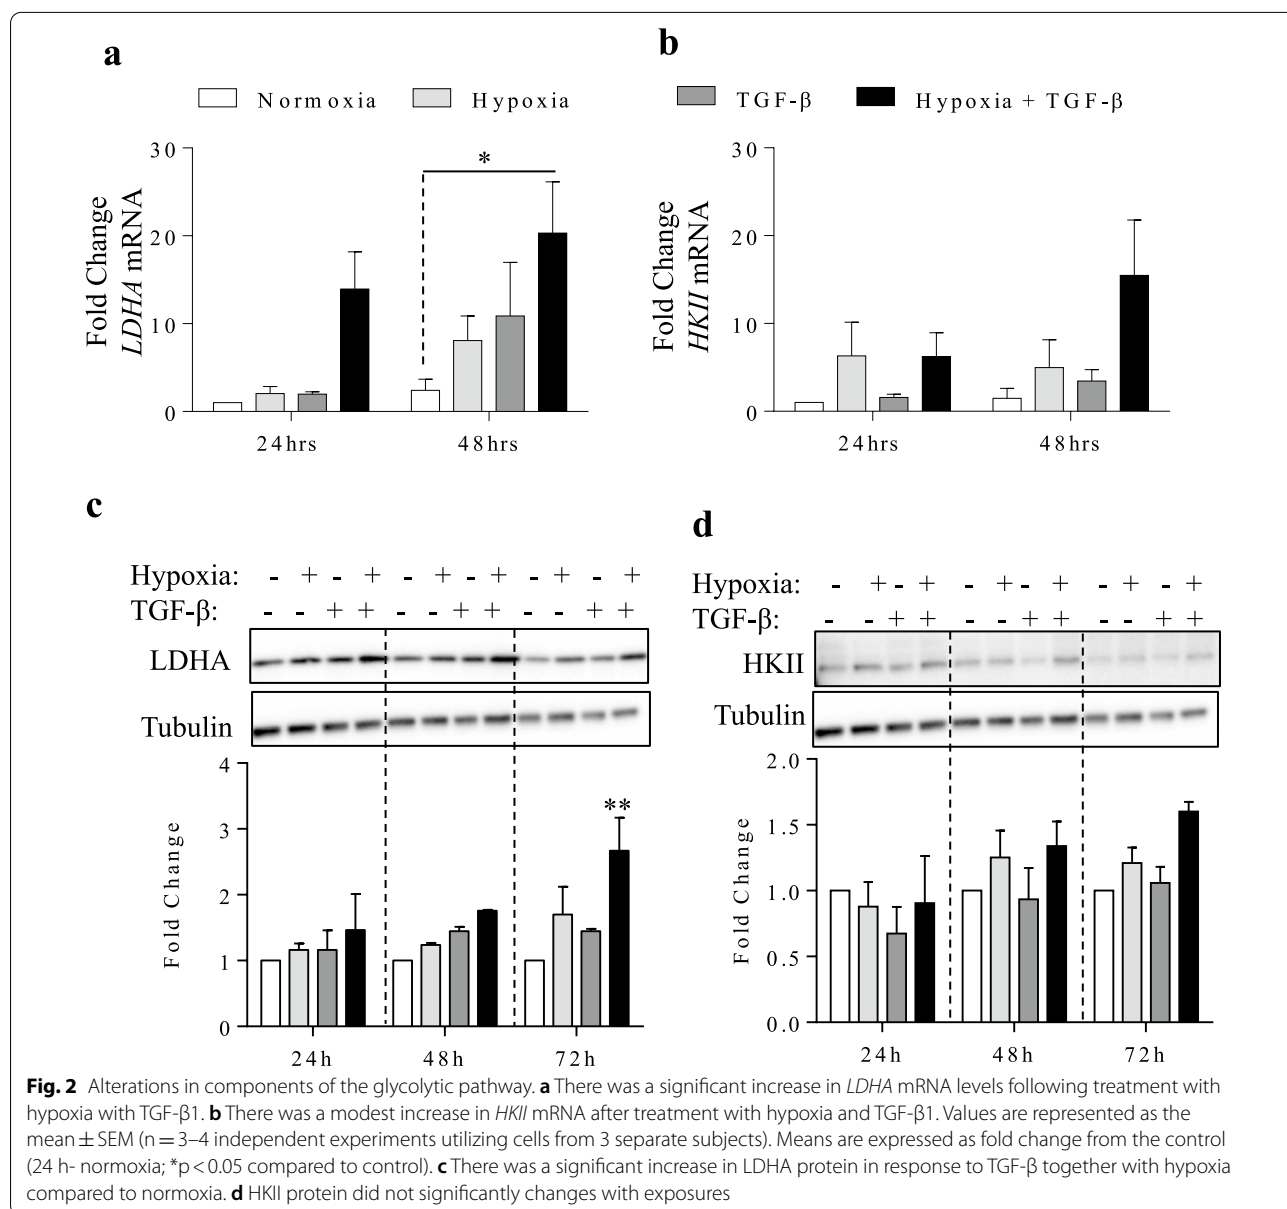 a
b
Normoxia
Hypoxia
TGF-β
Hypoxia + TGF-β
30
20
10
0
Fold Change
LDHA mRNA
*
24hrs
48hrs
30
20
10
0
Fold Change
HKII mRNA
24hrs
48hrs
c
Hypoxia: - + - + - + - + - + - +
TGF-β: - - + + - - + + - - + +
LDHA
Tubulin
4
3
2
1
0
Fold Change
**
24h
48h
72h
d
Hypoxia: - + - + - + - + - + - +
TGF-β: - - + + - - + + - - + +
HKII
Tubulin
2.0
1.5
1.0
0.5
0.0
Fold Change
24h
48h
72h
Fig. 2 Alterations in components of the glycolytic pathway. a There was a significant increase in LDHA mRNA levels following treatment with
hypoxia with TGF-β1. b There was a modest increase in HKII mRNA after treatment with hypoxia and TGF-β1. Values are represented as the
mean ± SEM (n = 3–4 independent experiments utilizing cells from 3 separate subjects). Means are expressed as fold change from the control
(24 h- normoxia; *p < 0.05 compared to control). c There was a significant increase in LDHA protein in response to TGF-β together with hypoxia
compared to normoxia. d HKII protein did not significantly changes with exposures